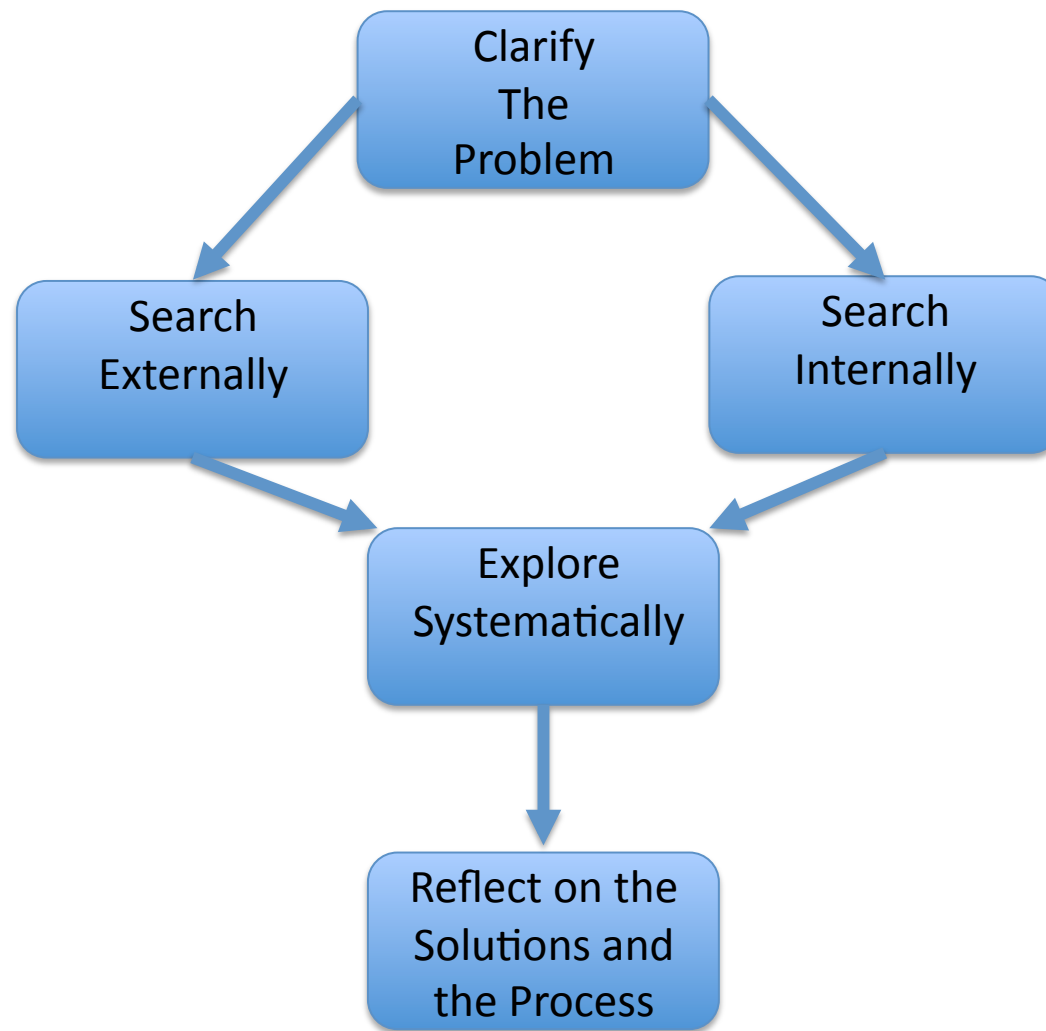 Clarify
The
Problem
Search
Externally
Search
Internally
Explore
Systematically
Reflect on the
Solutions and
the Process